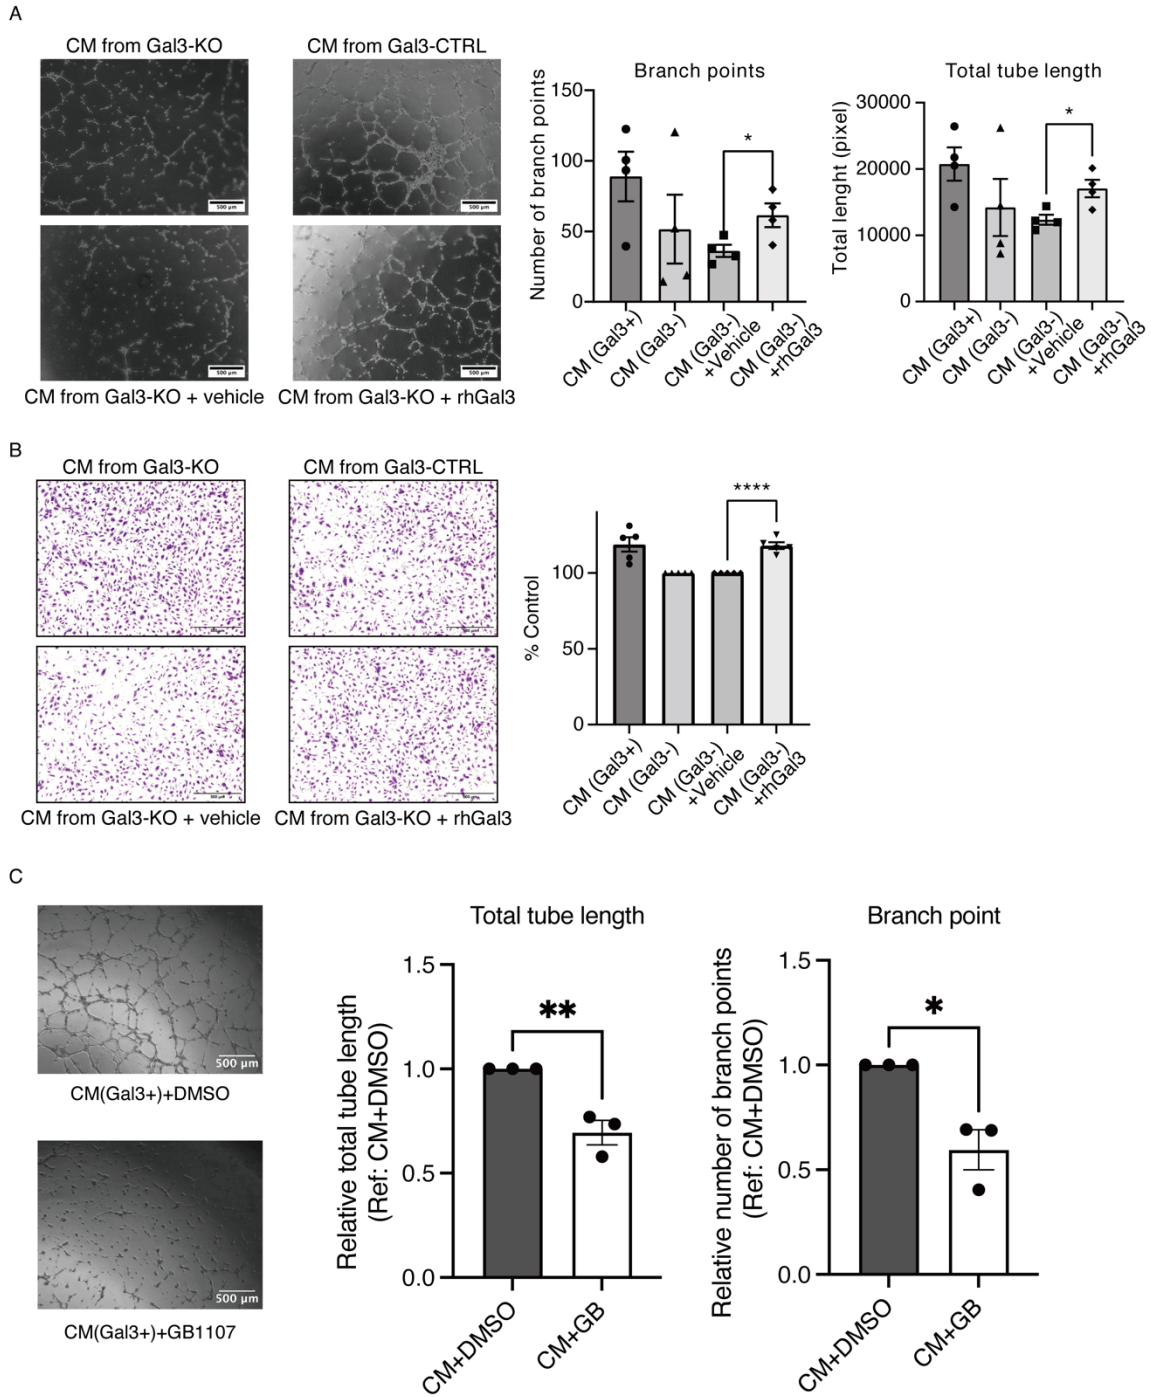 A
CM from Gal3-KO
CM from Gal3-CTRL
500 µm
500 µm
500 µm
500 µm
CM from Gal3-KO + vehicle
CM from Gal3-KO + rhGal3
Branch points
Number of branch points
150
100
50
0
*
CM (Gal3+)
CM (Gal3-)
CM (Gal3-)
+Vehicle
CM (Gal3-)
+rhGal3
Total tube length
Total lenght (pixel)
30000
20000
10000
0
*
CM (Gal3+)
CM (Gal3-)
CM (Gal3-)
+Vehicle
CM (Gal3-)
+rhGal3
B
CM from Gal3-KO
CM from Gal3-CTRL
CM from Gal3-KO + vehicle
CM from Gal3-KO + rhGal3
% Control
100
50
0
****
CM (Gal3+)
CM (Gal3-)
CM (Gal3-)
+Vehicle
CM (Gal3-)
+rhGal3
C
500 µm
CM(Gal3+)+DMSO
500 µm
CM(Gal3+)+GB1107
Total tube length
Relative total tube length
(Ref: CM+DMSO)
1.5
1.0
0.5
0.0
**
CM+DMSO
CM+GB
Branch point
Relative number of branch points
(Ref: CM+DMSO)
1.5
1.0
0.5
0.0
*
CM+DMSO
CM+GB